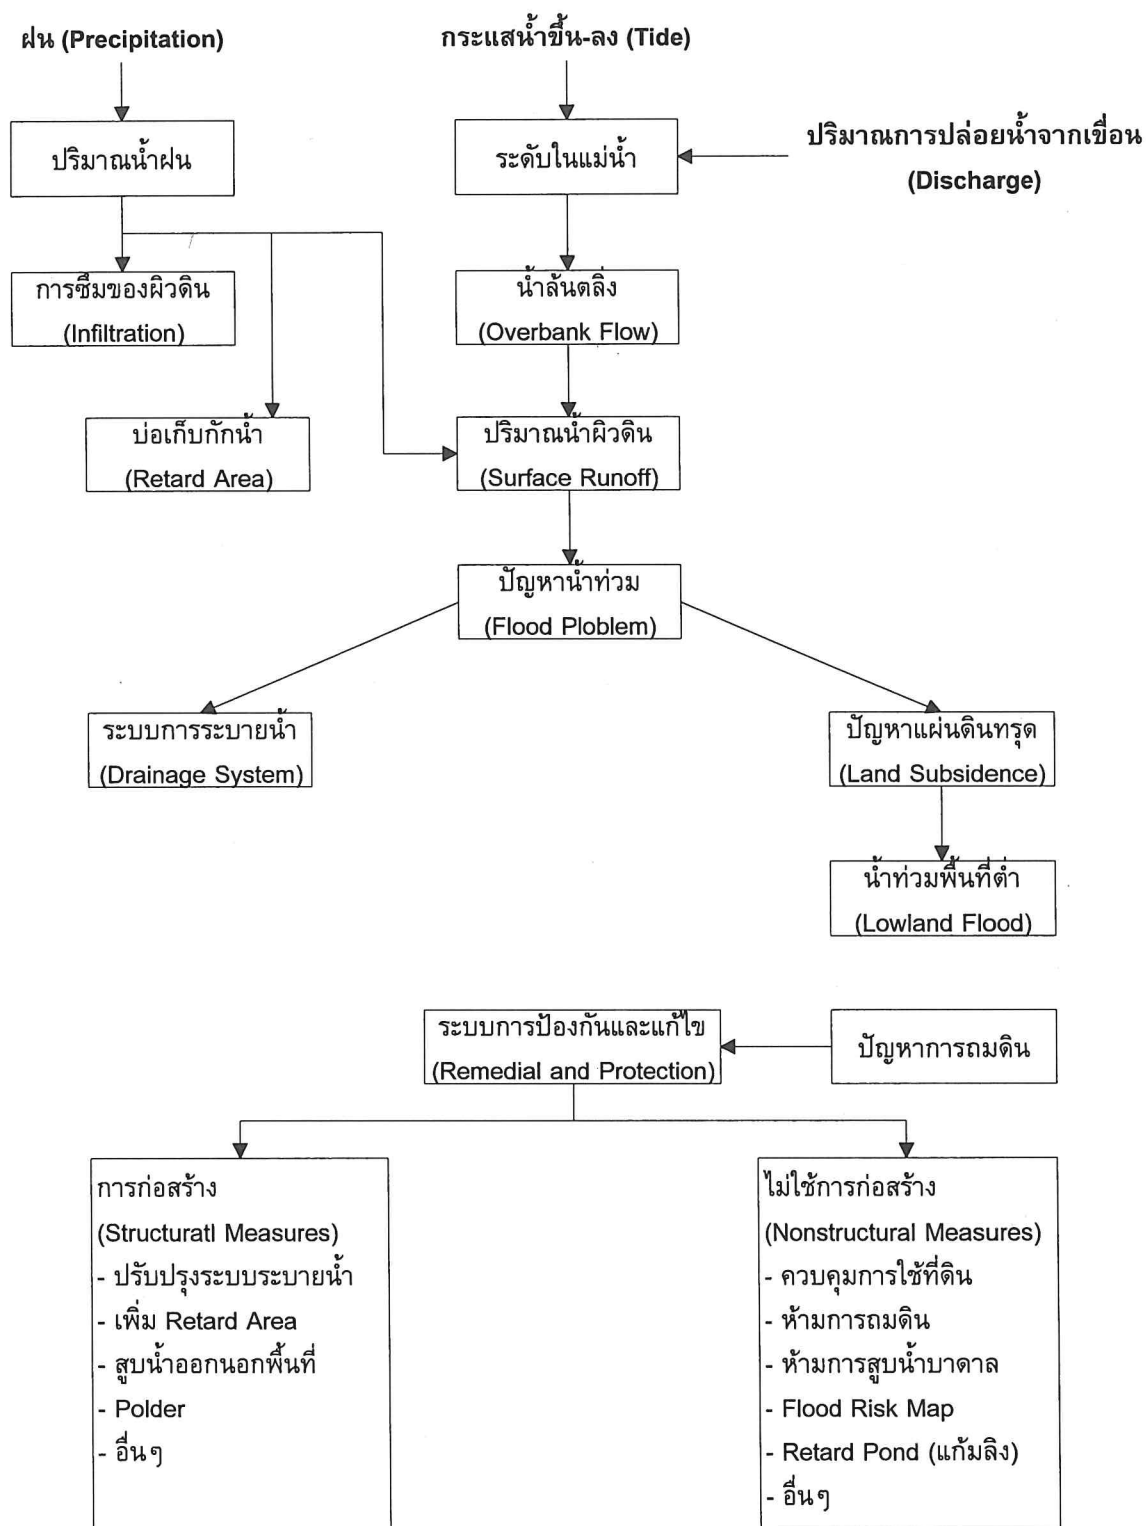 ฝน (Precipitation)
กระแสน้ำขึ้น-ลง (Tide)
ปริมาณน้ำฝน
ระดับในแม่น้ำ
ปริมาณการปล่อยน้ำจากเขื่อน
(Discharge)
การซึมของผิวดิน
(Infiltration)
น้ำล้นตลิ่ง
(Overbank Flow)
บ่อเก็บกักน้ำ
(Retard Area)
ปริมาณน้ำผิวดิน
(Surface Runoff)
ปัญหาน้ำท่วม
(Flood Ploblem)
ระบบการระบายน้ำ
(Drainage System)
ปัญหาแผ่นดินทรุด
(Land Subsidence)
น้ำท่วมพื้นที่ต่ำ
(Lowland Flood)
ระบบการป้องกันและแก้ไข
(Remedial and Protection)
ปัญหาการถมดิน
การก่อสร้าง
(Structuratl Measures)
- ปรับปรุงระบบระบายน้ำ
- เพิ่ม Retard Area
- สูบน้ำออกนอกพื้นที่
- Polder
- อื่นๆ
ไม่ใช้การก่อสร้าง
(Nonstructural Measures)
- ควบคุมการใช้ที่ดิน
- ห้ามการถมดิน
- ห้ามการสูบน้ำบาดาล
- Flood Risk Map
- Retard Pond (แก้มลิง)
- อื่นๆ